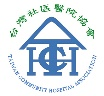 台灣社區醫院協會
TAIWAN COMMUNITY HOSPITAL ASSOCIATION